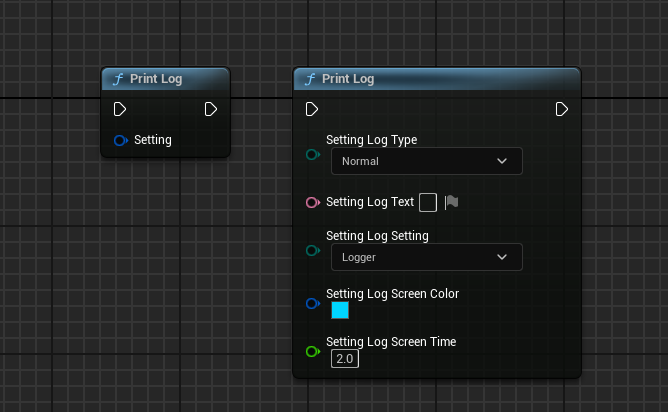 Print Log
Setting
Print Log
Setting Log Type
Normal
Setting Log Text
Setting Log Setting
Logger
Setting Log Screen Color
Setting Log Screen Time
2.0